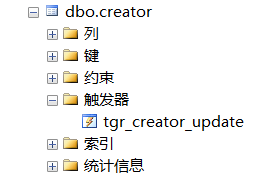 dbo.creator
列
键
约束
触发器
tgr_creator_update
索引
统计信息